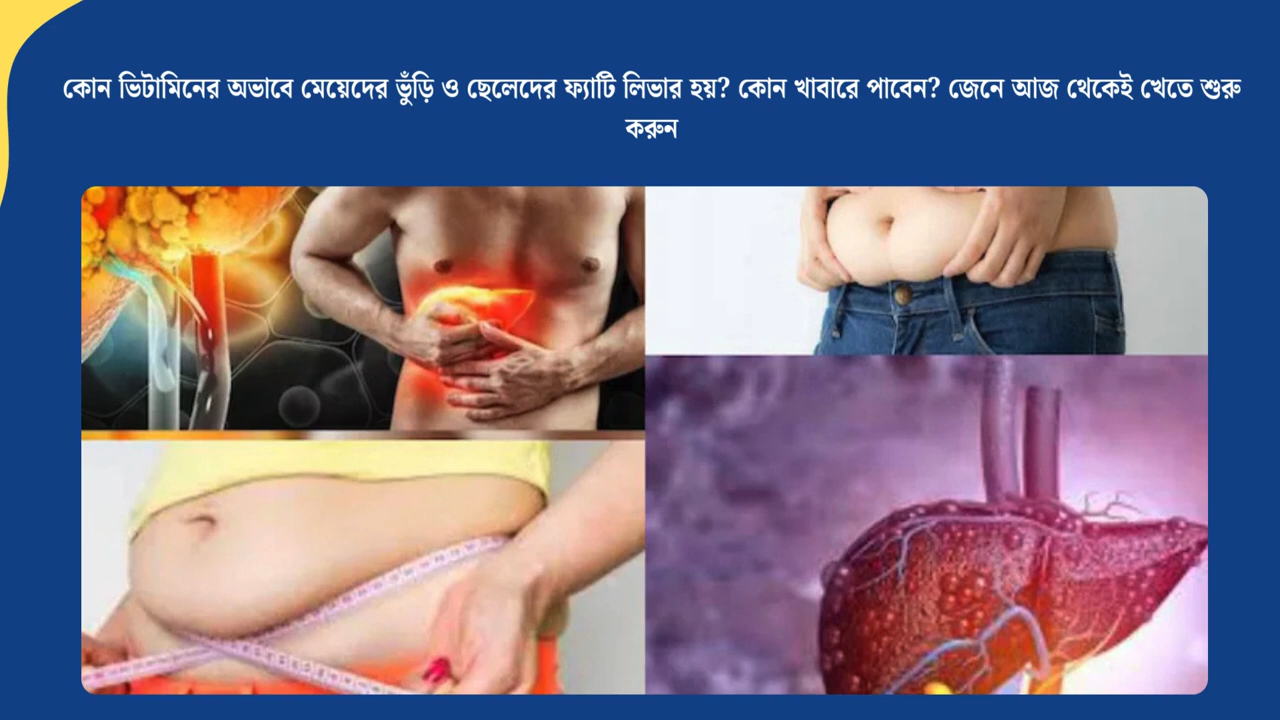 কোন ভিটামিনের অভাবে মেয়েদের ভুঁড়ি ও ছেলেদের ফ্যাটি লিভার হয়? কোন খাবারে পাবেন? জেনে আজ থেকেই খেতে শুরু
করুন